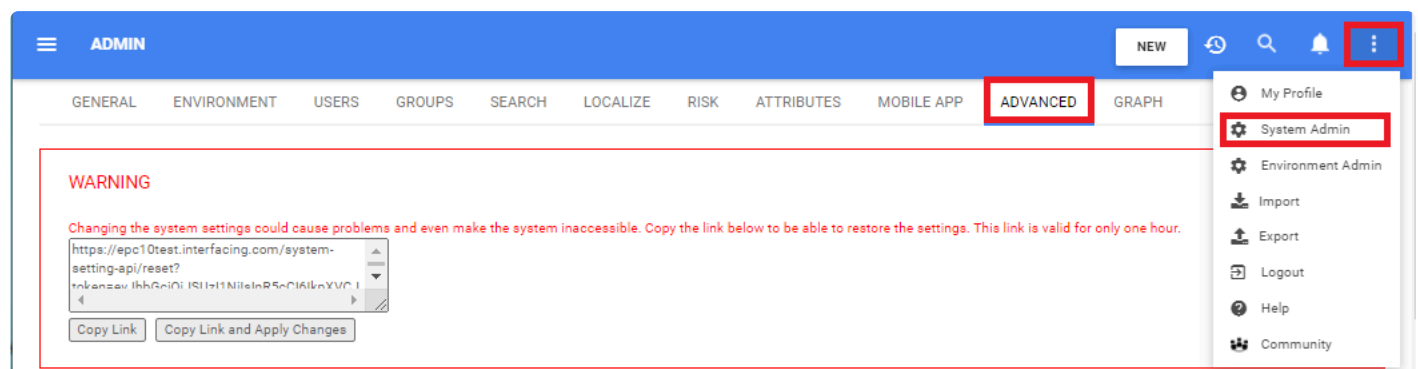 ADMIN
NEW
GENERAL ENVIRONMENT USERS GROUPS SEARCH LOCALIZE RISK ATTRIBUTES MOBILE APP ADVANCED GRAPH
My Profile
System Admin
Environment Admin
Import
Export
Logout
Help
Community
WARNING
Changing the system settings could cause problems and even make the system inaccessible. Copy the link below to be able to restore the settings. This link is valid for only one hour.
https://epc10test.interfacing.com/system-
setting-api/reset?
Copy Link Copy Link and Apply Changes